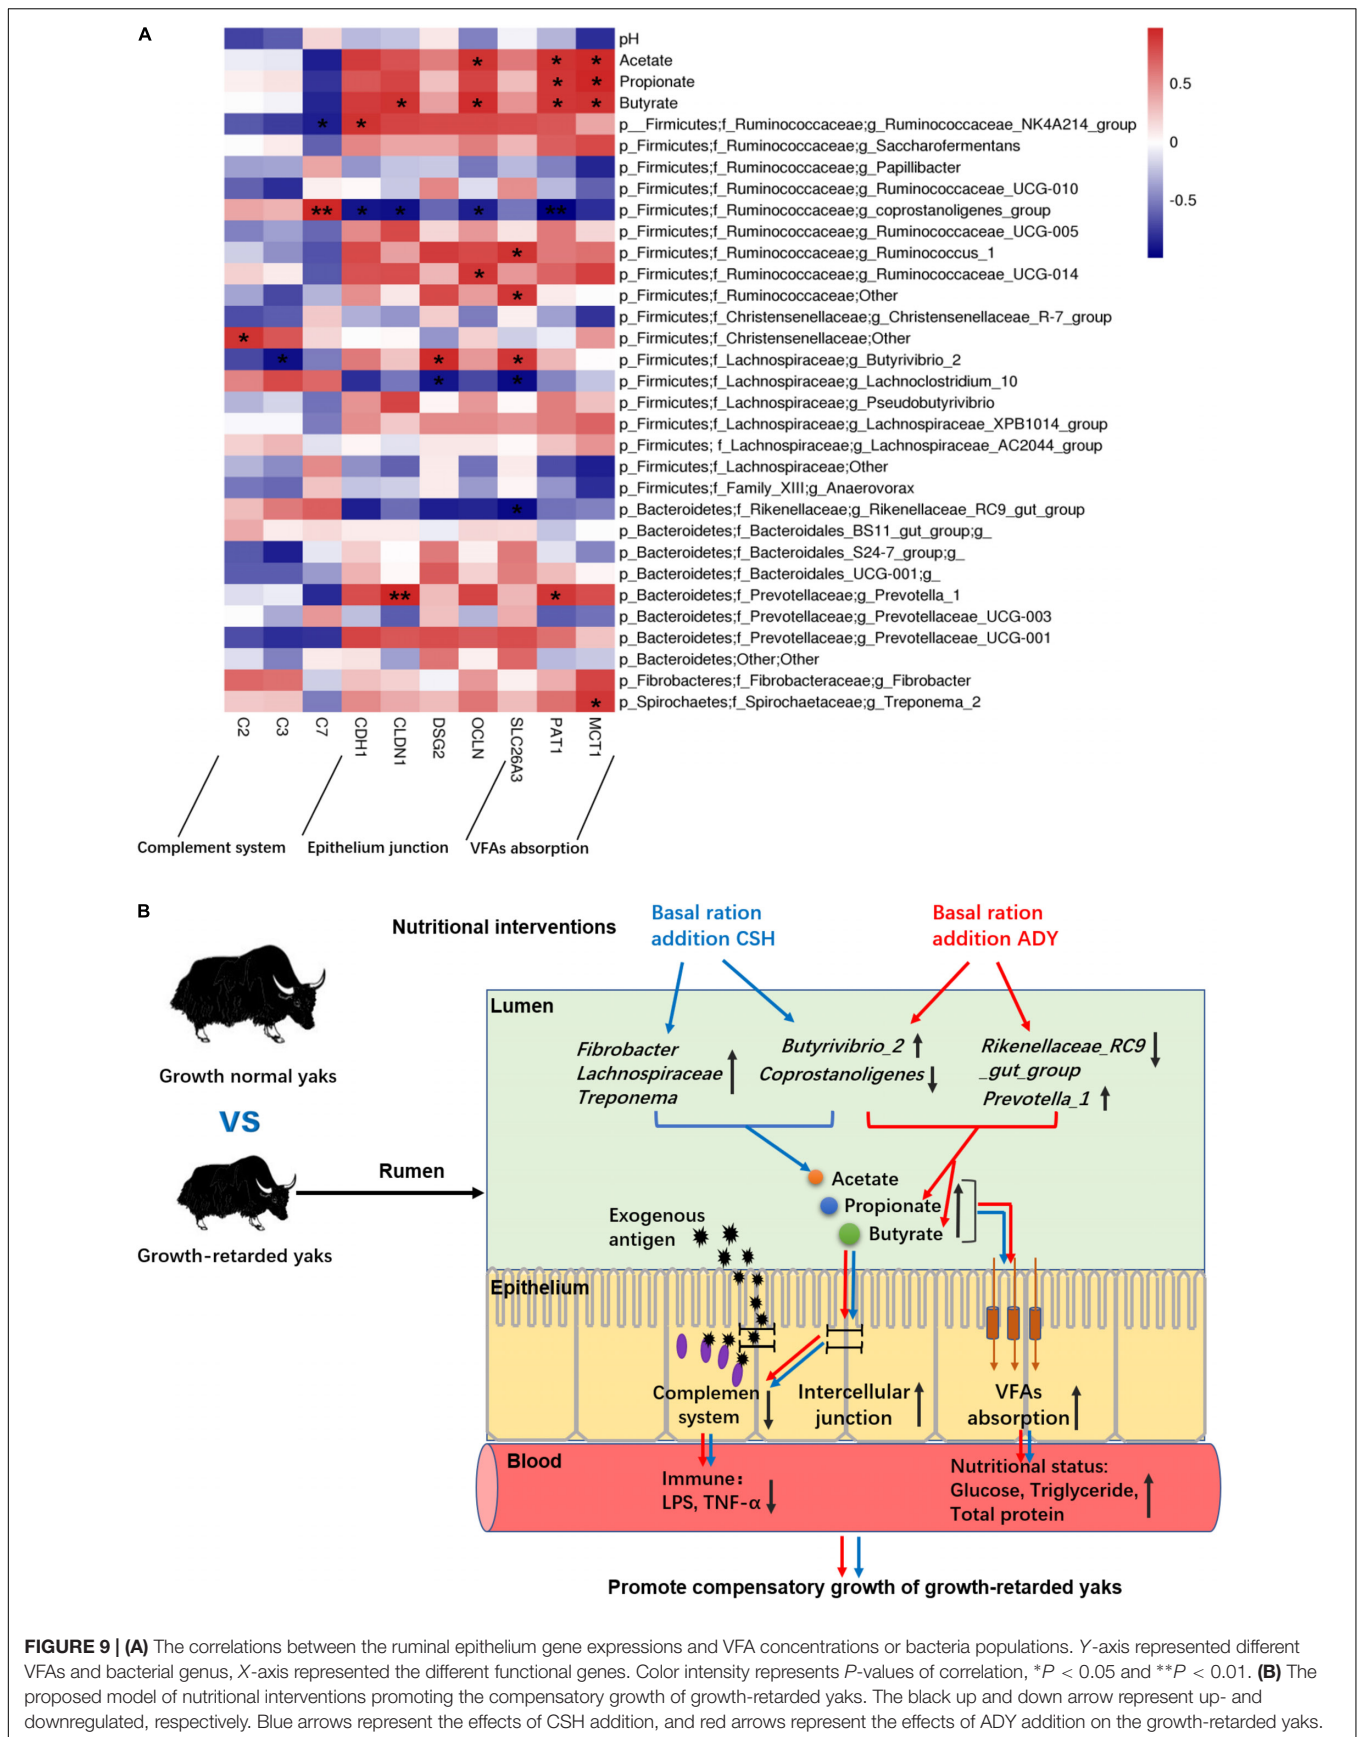 A
pH
Acetate
Propionate
Butyrate
p__Firmicutes;f_Ruminococcaceae;g_Ruminococcaceae_NK4A214_group
p_Firmicutes;f_Ruminococcaceae;g_Saccharofermentans
p_Firmicutes;f_Ruminococcaceae;g_Papillibacter
p_Firmicutes;f_Ruminococcaceae;g_Ruminococcaceae_UCG-010
p_Firmicutes;f_Ruminococcaceae;g_coprostanoligenes_group
p_Firmicutes;f_Ruminococcaceae;g_Ruminococcaceae_UCG-005
p_Firmicutes;f_Ruminococcaceae;g_Ruminococcus_1
p_Firmicutes;f_Ruminococcaceae;g_Ruminococcaceae_UCG-014
p_Firmicutes;f_Ruminococcaceae;Other
p_Firmicutes;f_Christensenellaceae;g_Christensenellaceae_R-7_group
p_Firmicutes;f_Christensenellaceae;Other
p_Firmicutes;f_Lachnospiraceae;g_Butyrivibrio_2
p_Firmicutes;f_Lachnospiraceae;g_Lachnoclostridium_10
p_Firmicutes;f_Lachnospiraceae;g_Pseudobutyrivibrio
p_Firmicutes;f_Lachnospiraceae;g_Lachnospiraceae_XPB1014_group
p_Firmicutes; f_Lachnospiraceae;g_Lachnospiraceae_AC2044_group
p_Firmicutes;f_Lachnospiraceae;Other
p_Firmicutes;f_Family_XIII;g_Anaerovorax
p_Bacteroidetes;f_Rikenellaceae;g_Rikenellaceae_RC9_gut_group
p_Bacteroidetes;f_Bacteroidales_BS11_gut_group;g_
p_Bacteroidetes;f_Bacteroidales_S24-7_group;g_
p_Bacteroidetes;f_Bacteroidales_UCG-001;g_
p_Bacteroidetes;f_Prevotellaceae;g_Prevotella_1
p_Bacteroidetes;f_Prevotellaceae;g_Prevotellaceae_UCG-003
p_Bacteroidetes;f_Prevotellaceae;g_Prevotellaceae_UCG-001
p_Bacteroidetes;Other;Other
p_Fibrobacteres;f_Fibrobacteraceae;g_Fibrobacter
p_Spirochaetes;f_Spirochaetaceae;g_Treponema_2
0.5
0
-0.5
* * *
* *
* * * *
* *
** * * * **
*
*
*
*
* * *
* *
*
** *
*
C2 C3 C7 CDH1 CLDN1 DSG2 OCLN SLC26A3 PAT1 MCT1
Complement system Epithelium junction VFAs absorption
B
Nutritional interventions
Basal ration
addition CSH
Basal ration
addition ADY
Growth normal yaks
VS
Growth-retarded yaks
Rumen
Lumen
Fibrobacter
Lachnospiraceae
Treponema
Butyrivibrio_2
Coprostanoligenes
Rikenellaceae_RC9
_gut_group
Prevotella_1
Acetate
Propionate
Butyrate
Exogenous
antigen
Epithelium
Complemen
system
Intercellular
junction
VFAs
absorption
Blood
Immune:
LPS, TNF-α
Nutritional status:
Glucose, Triglyceride,
Total protein
Promote compensatory growth of growth-retarded yaks
FIGURE 9 | (A) The correlations between the ruminal epithelium gene expressions and VFA concentrations or bacteria populations. Y-axis represented different
VFAs and bacterial genus, X-axis represented the different functional genes. Color intensity represents P-values of correlation, *P < 0.05 and **P < 0.01. (B) The
proposed model of nutritional interventions promoting the compensatory growth of growth-retarded yaks. The black up and down arrow represent up- and
downregulated, respectively. Blue arrows represent the effects of CSH addition, and red arrows represent the effects of ADY addition on the growth-retarded yaks.